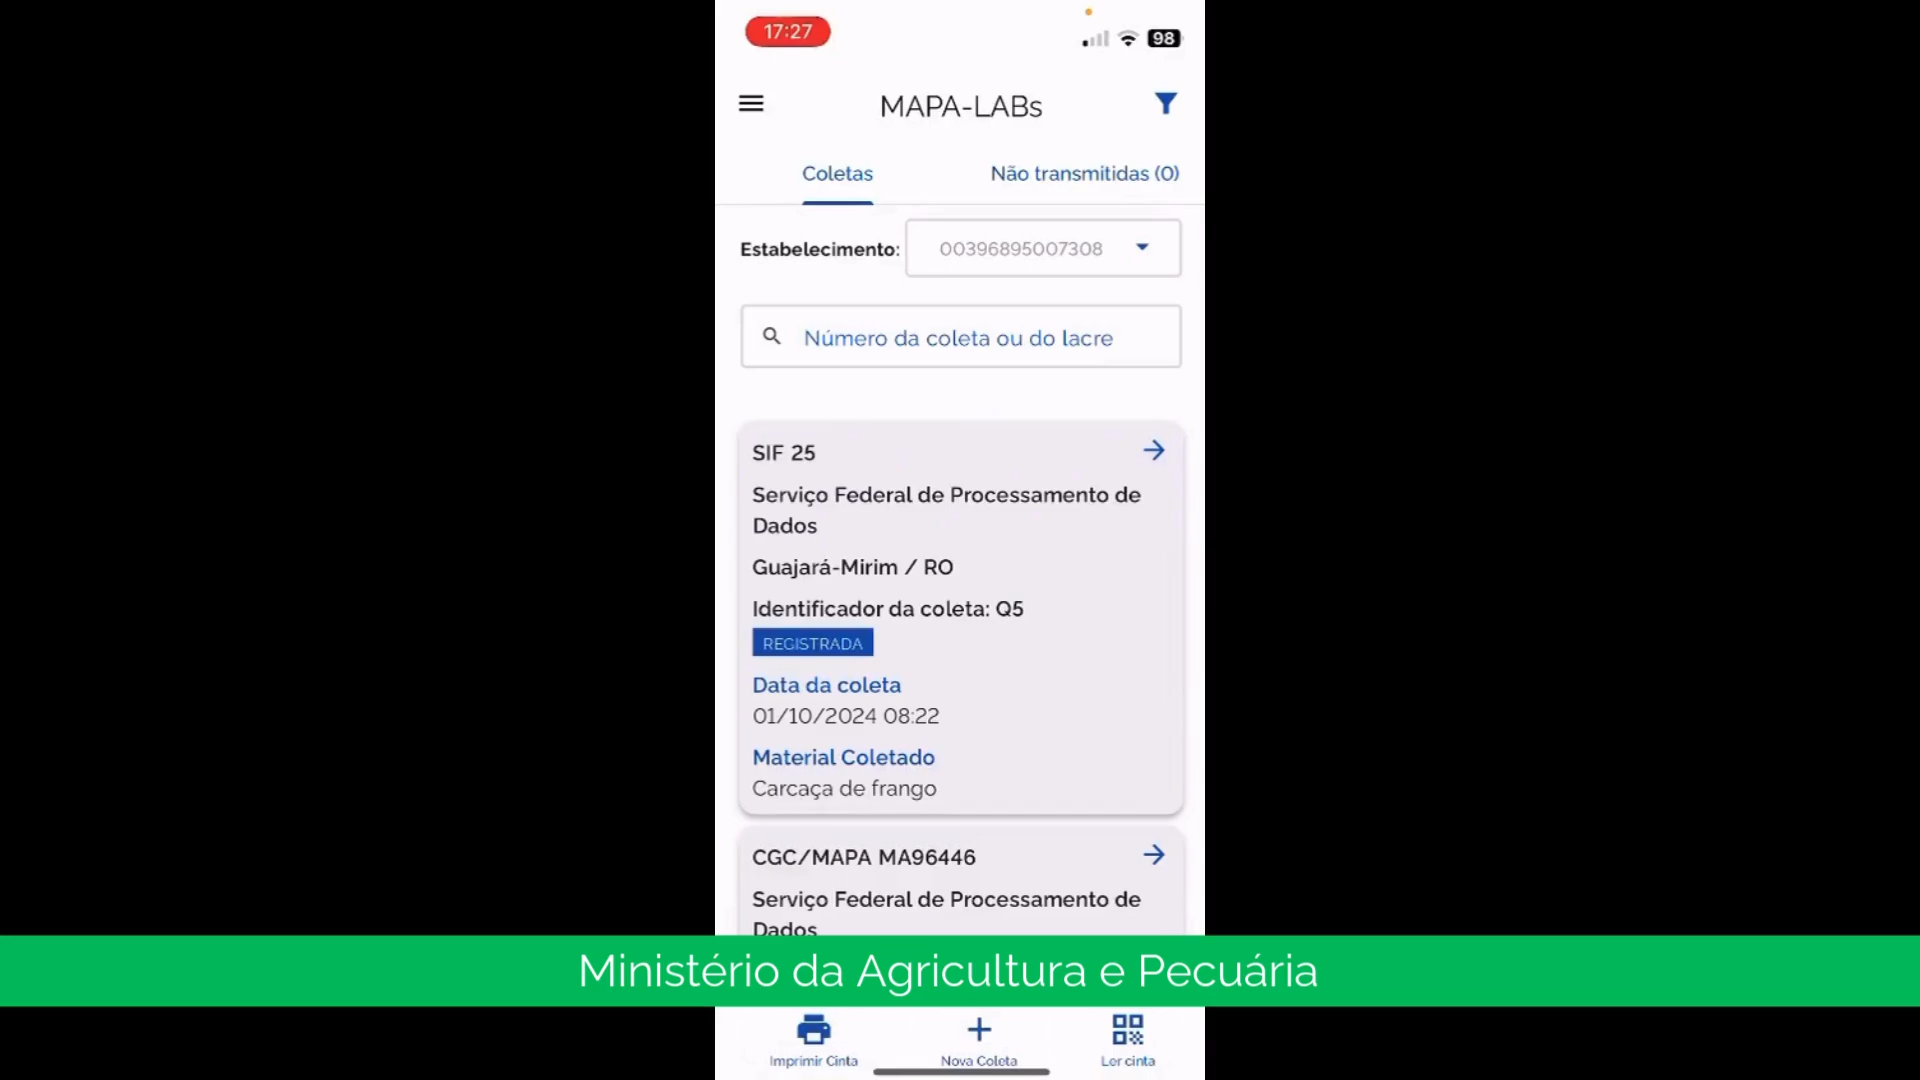 17:27
98
MAPA-LABs
Coletas
Não transmitidas (0)
Estabelecimento:
00396895007308
Número da coleta ou do lacre
SIF 25
Serviço Federal de Processamento de
Dados
Guajará-Mirim / RO
Identificador da coleta: Q5
REGISTRADA
Data da coleta
01/10/2024 08:22
Material Coletado
Carcaça de frango
CGC/MAPA MA96446
Serviço Federal de Processamento de
Dados
Ministério da Agricultura e Pecuária
Imprimir Cinta
Nova Coleta
Ler cinta